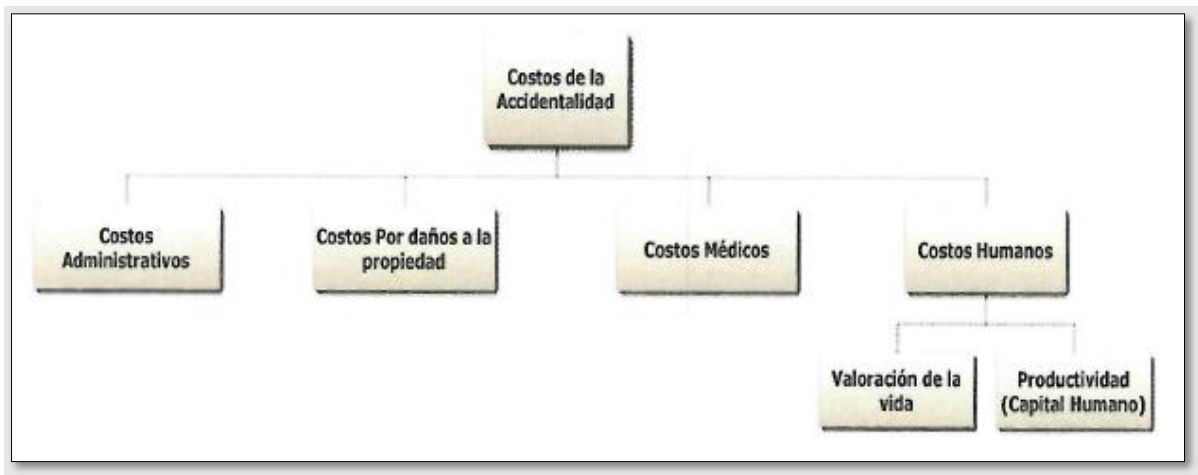 Costos de la
Accidentalidad
Costos
Administrativos
Costos Por daños a la
propiedad
Costos Médicos
Costos Humanos
Valoración de la
vida
Productividad
(Capital Humano)